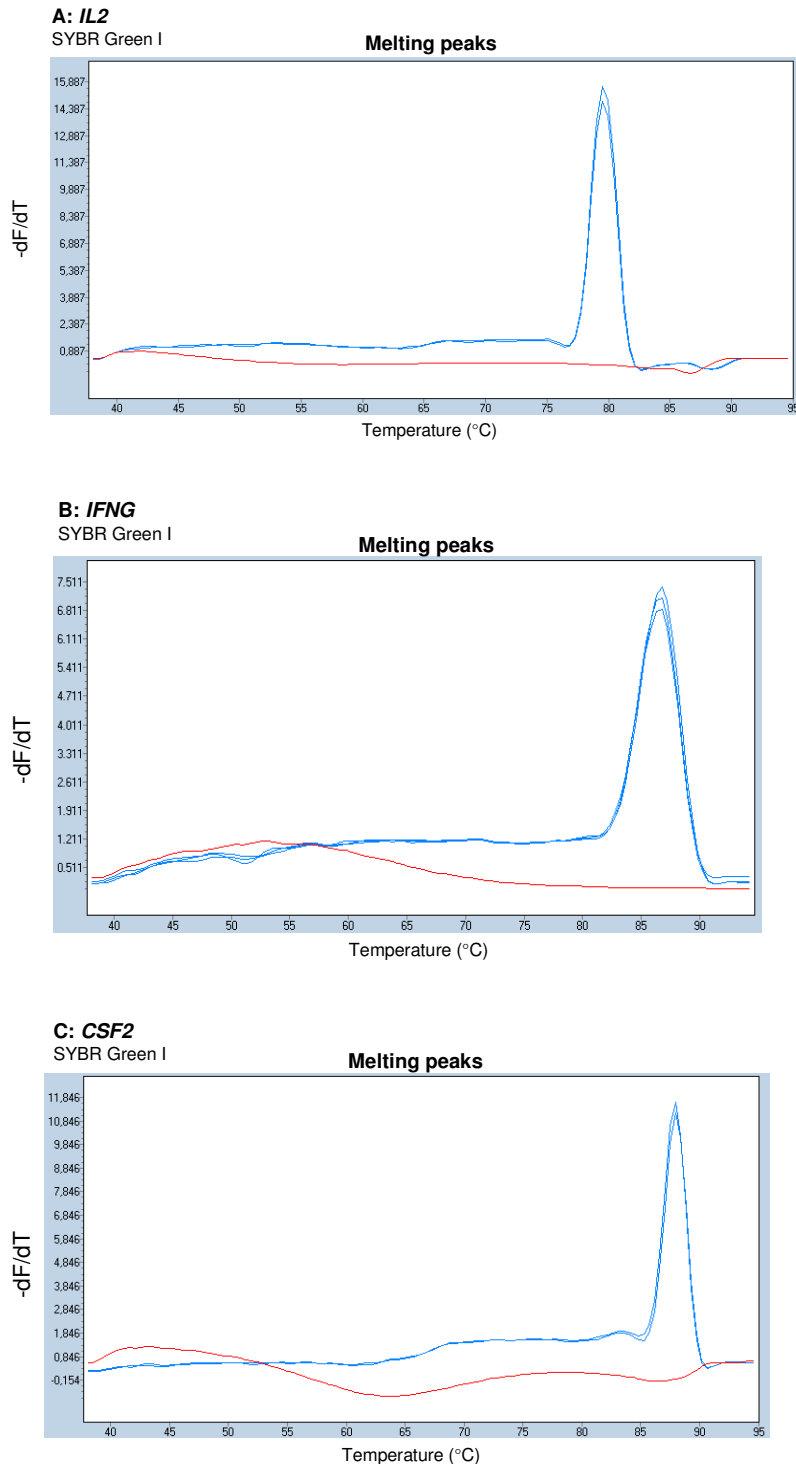 A: IL2
SYBR Green I
Melting peaks
15,887
14,387
12,887
11,387
9,887
8,387
6,887
5,387
3,887
2,387
0,887
-dF/dT
40 45 50 55 60 65 70 75 80 85 90 95
Temperature (°C)
B: IFNG
SYBR Green I
Melting peaks
7.511
6.811
6.111
5.411
4.711
4.011
3.311
2.611
1.911
1.211
0.511
-dF/dT
40 45 50 55 60 65 70 75 80 85 90
Temperature (°C)
C: CSF2
SYBR Green I
Melting peaks
11,846
10,846
9,846
8,846
7,846
6,846
5,846
4,846
3,846
2,846
1,846
0,846
-0,154
-dF/dT
40 45 50 55 60 65 70 75 80 85 90 95
Temperature (°C)